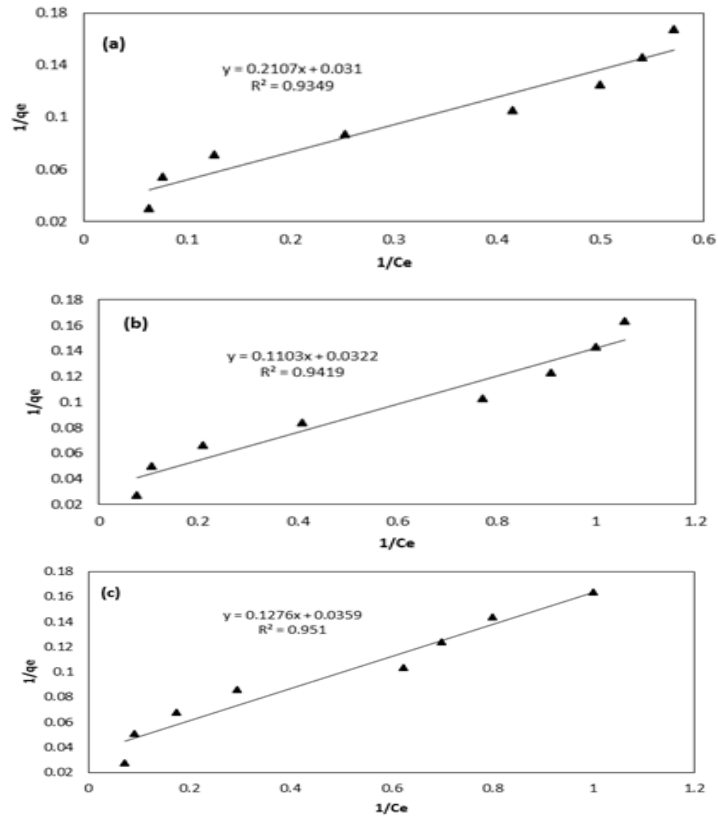 0.18
(a)
y = 0.2107x + 0.031
R² = 0.9349
0.14
0.1
0.06
0.02
1/qe
0 0.1 0.2 0.3 0.4 0.5 0.6
1/Ce
0.18
(b)
0.16
0.14
y = 0.1103x + 0.0322
R² = 0.9419
0.12
0.1
0.08
0.06
0.04
0.02
1/qe
0 0.2 0.4 0.6 0.8 1 1.2
1/Ce
0.18
(c)
0.16
0.14
y = 0.1276x + 0.0359
R² = 0.951
0.12
0.1
0.08
0.06
0.04
0.02
1/qe
0 0.2 0.4 0.6 0.8 1 1.2
1/Ce